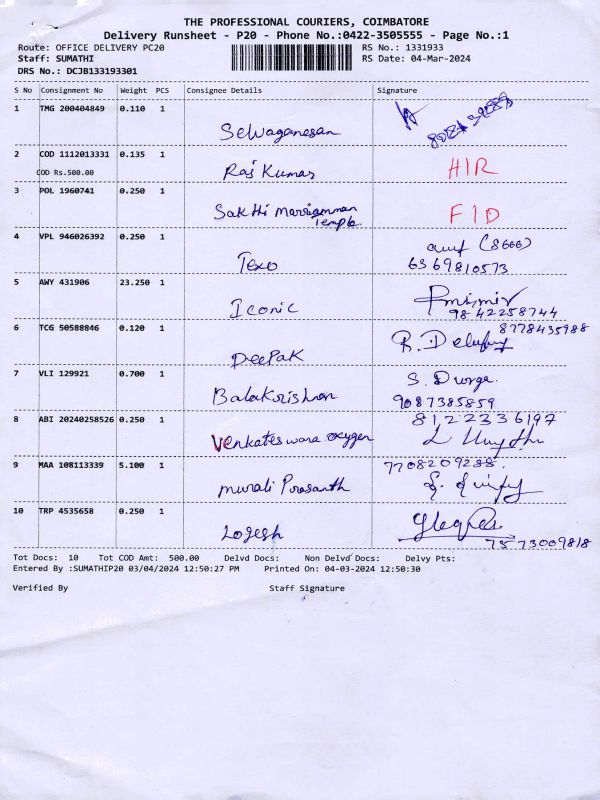 THE PROFESSIONAL COURIERS, COIMBATORE
Delivery Runsheet - P20 - Phone No.:0422-3505555 - Page No.:1
Route: OFFICE DELIVERY PC20 RS No.: 1331933
Staff: SUMATHI RS Date: 04-Mar-2024
DRS No.: DCJB133193301
S No Consignment No Weight PCS Consignee Details Signature
1 TMG 200404849 0.110 1
Selvaganesan
2 COD 1112013331 0.135 1
COD Rs.500.00 Raj Kumar HIR
3 POL 1960741 0.250 1
Sakthi Mariamman FID
Temple
4 VPL 946026392 0.250 1 (8666)
Texo 6369810573
5 AWY 431906 23.250 1
Iconic 9842258744
6 TCG 50588846 0.120 1 8778435988
Deepak R.
7 VLI 129921 0.700 1 S. Durga
Balakrishnan 9087385859
8 ABI 20240258526 0.250 1 8122336197
Venkateswara oxygen
9 MAA 108113339 5.100 1 7708209238.
Murali Prasanth
10 TRP 4535658 0.250 1
Logesh 7573009818
Tot Docs: 10 Tot COD Amt: 500.00 Delvd Docs: Non Delvd Docs: Delvy Pts:
Entered By :SUMATHIP20 03/04/2024 12:50:27 PM Printed On: 04-03-2024 12:50:30
Verified By Staff Signature